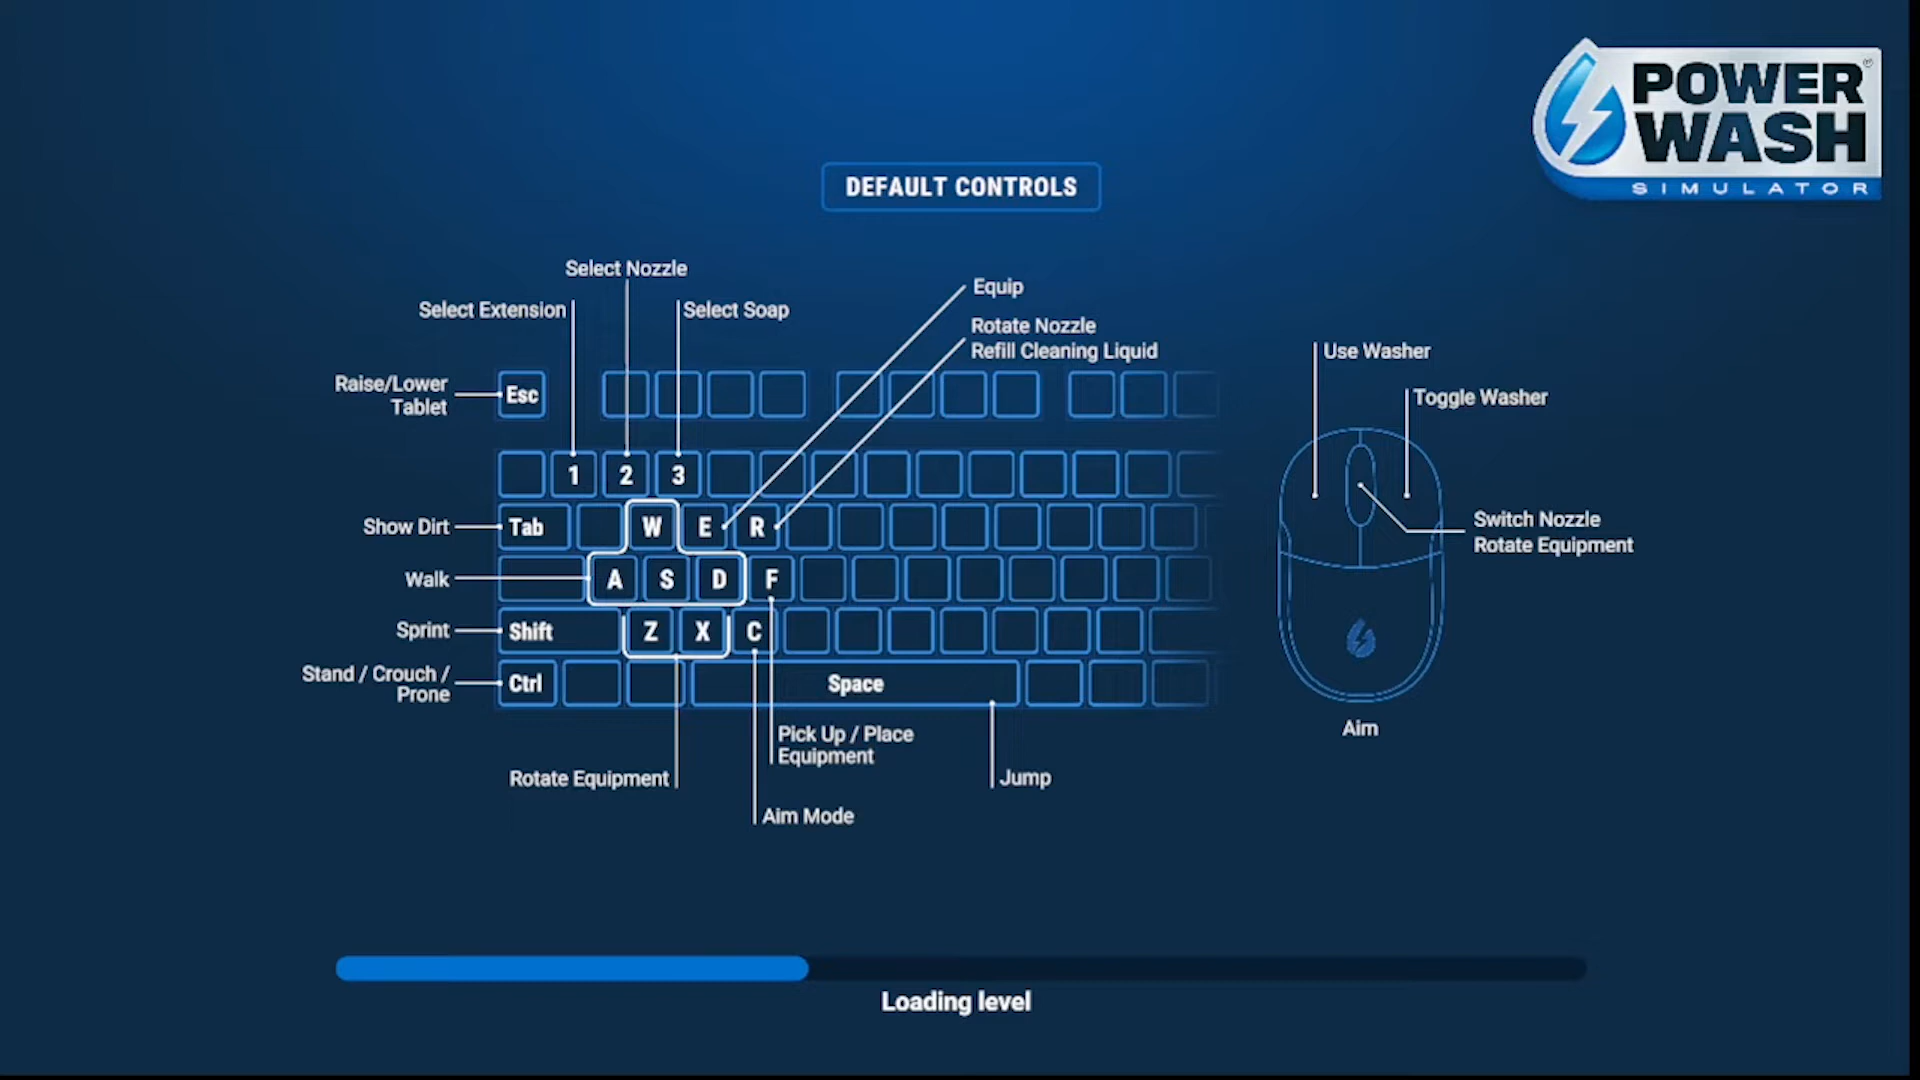 POWER
WASH
SIMULATOR
DEFAULT CONTROLS
Select Nozzle
Select Extension
Select Soap
Equip
Rotate Nozzle
Refill Cleaning Liquid
Use Washer
Toggle Washer
Raise/Lower
Tablet
Esc
1 2 3
Show Dirt
Tab W E R
Switch Nozzle
Rotate Equipment
Walk
A S D F
Sprint
Shift Z X C
Stand / Crouch /
Prone
Ctrl Space
Aim
Pick Up / Place
Equipment
Rotate Equipment
Jump
Aim Mode
Loading level